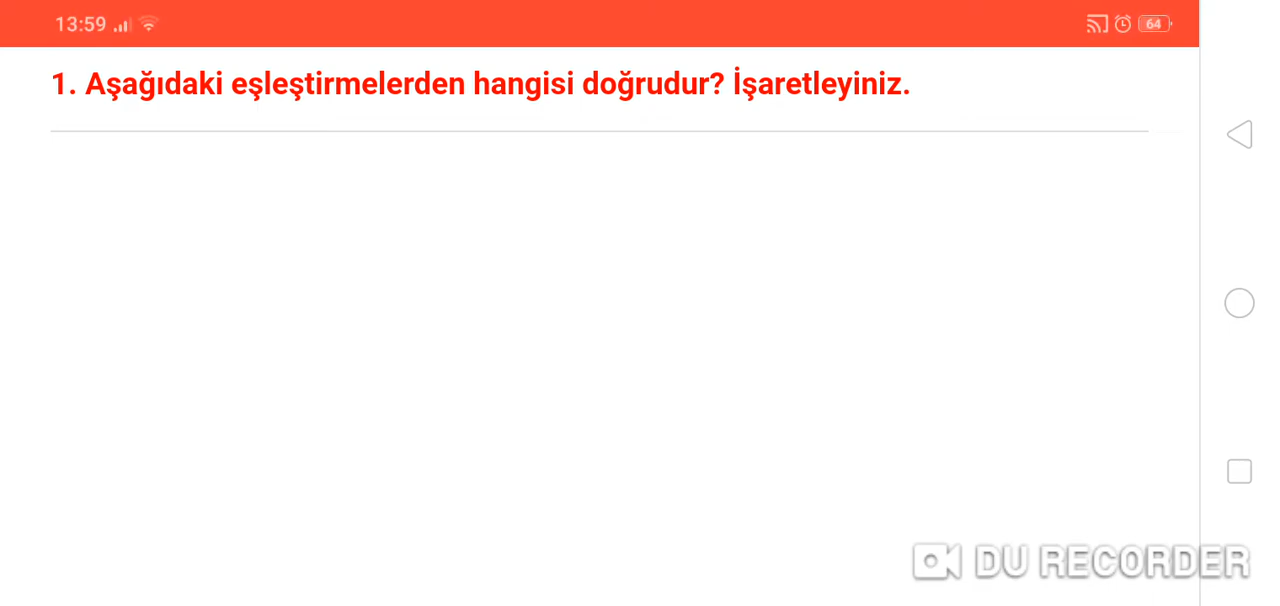 13:59
64
1. Aşağıdaki eşleştirmelerden hangisi doğrudur? İşaretleyiniz.
DU RECORDER